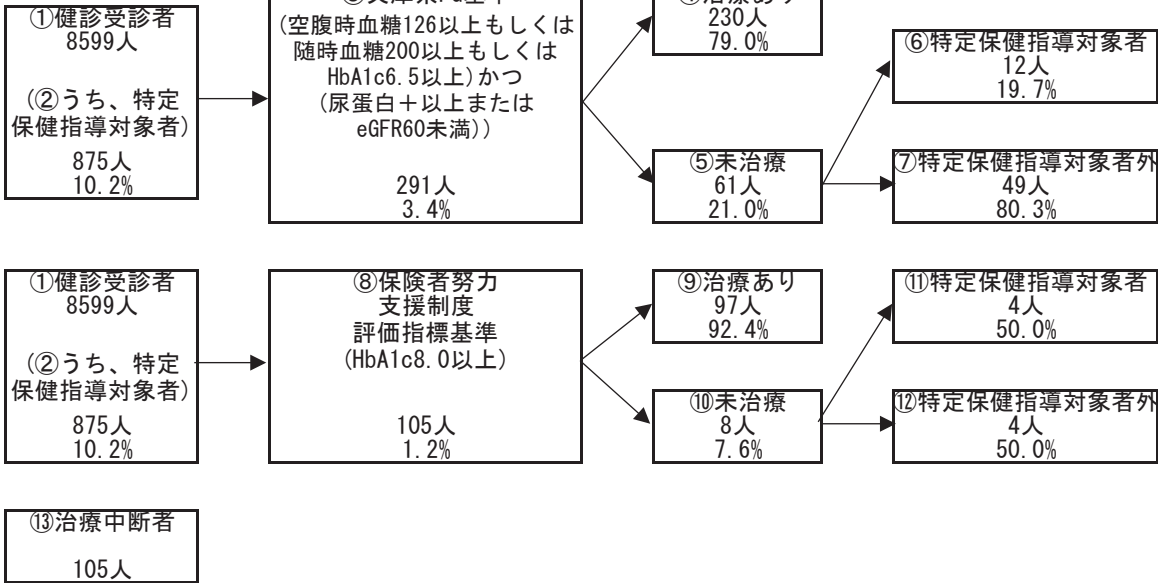 ①健診受診者
8599人
(②うち、特定
保健指導対象者)
875人
10.2%
(空腹時血糖126以上もしくは
随時血糖200以上もしくは
HbA1c6.5以上)かつ
(尿蛋白+以上または
eGFR60未満))
291人
3.4%
④治療あり
230人
79.0%
⑤未治療
61人
21.0%
⑥特定保健指導対象者
12人
19.7%
⑦特定保健指導対象者外
49人
80.3%
①健診受診者
8599人
(②うち、特定
保健指導対象者)
875人
10.2%
⑧保険者努力
支援制度
評価指標基準
(HbA1c8.0以上)
105人
1.2%
⑨治療あり
97人
92.4%
⑩未治療
8人
7.6%
⑪特定保健指導対象者
4人
50.0%
⑫特定保健指導対象者外
4人
50.0%
⑬治療中断者
105人